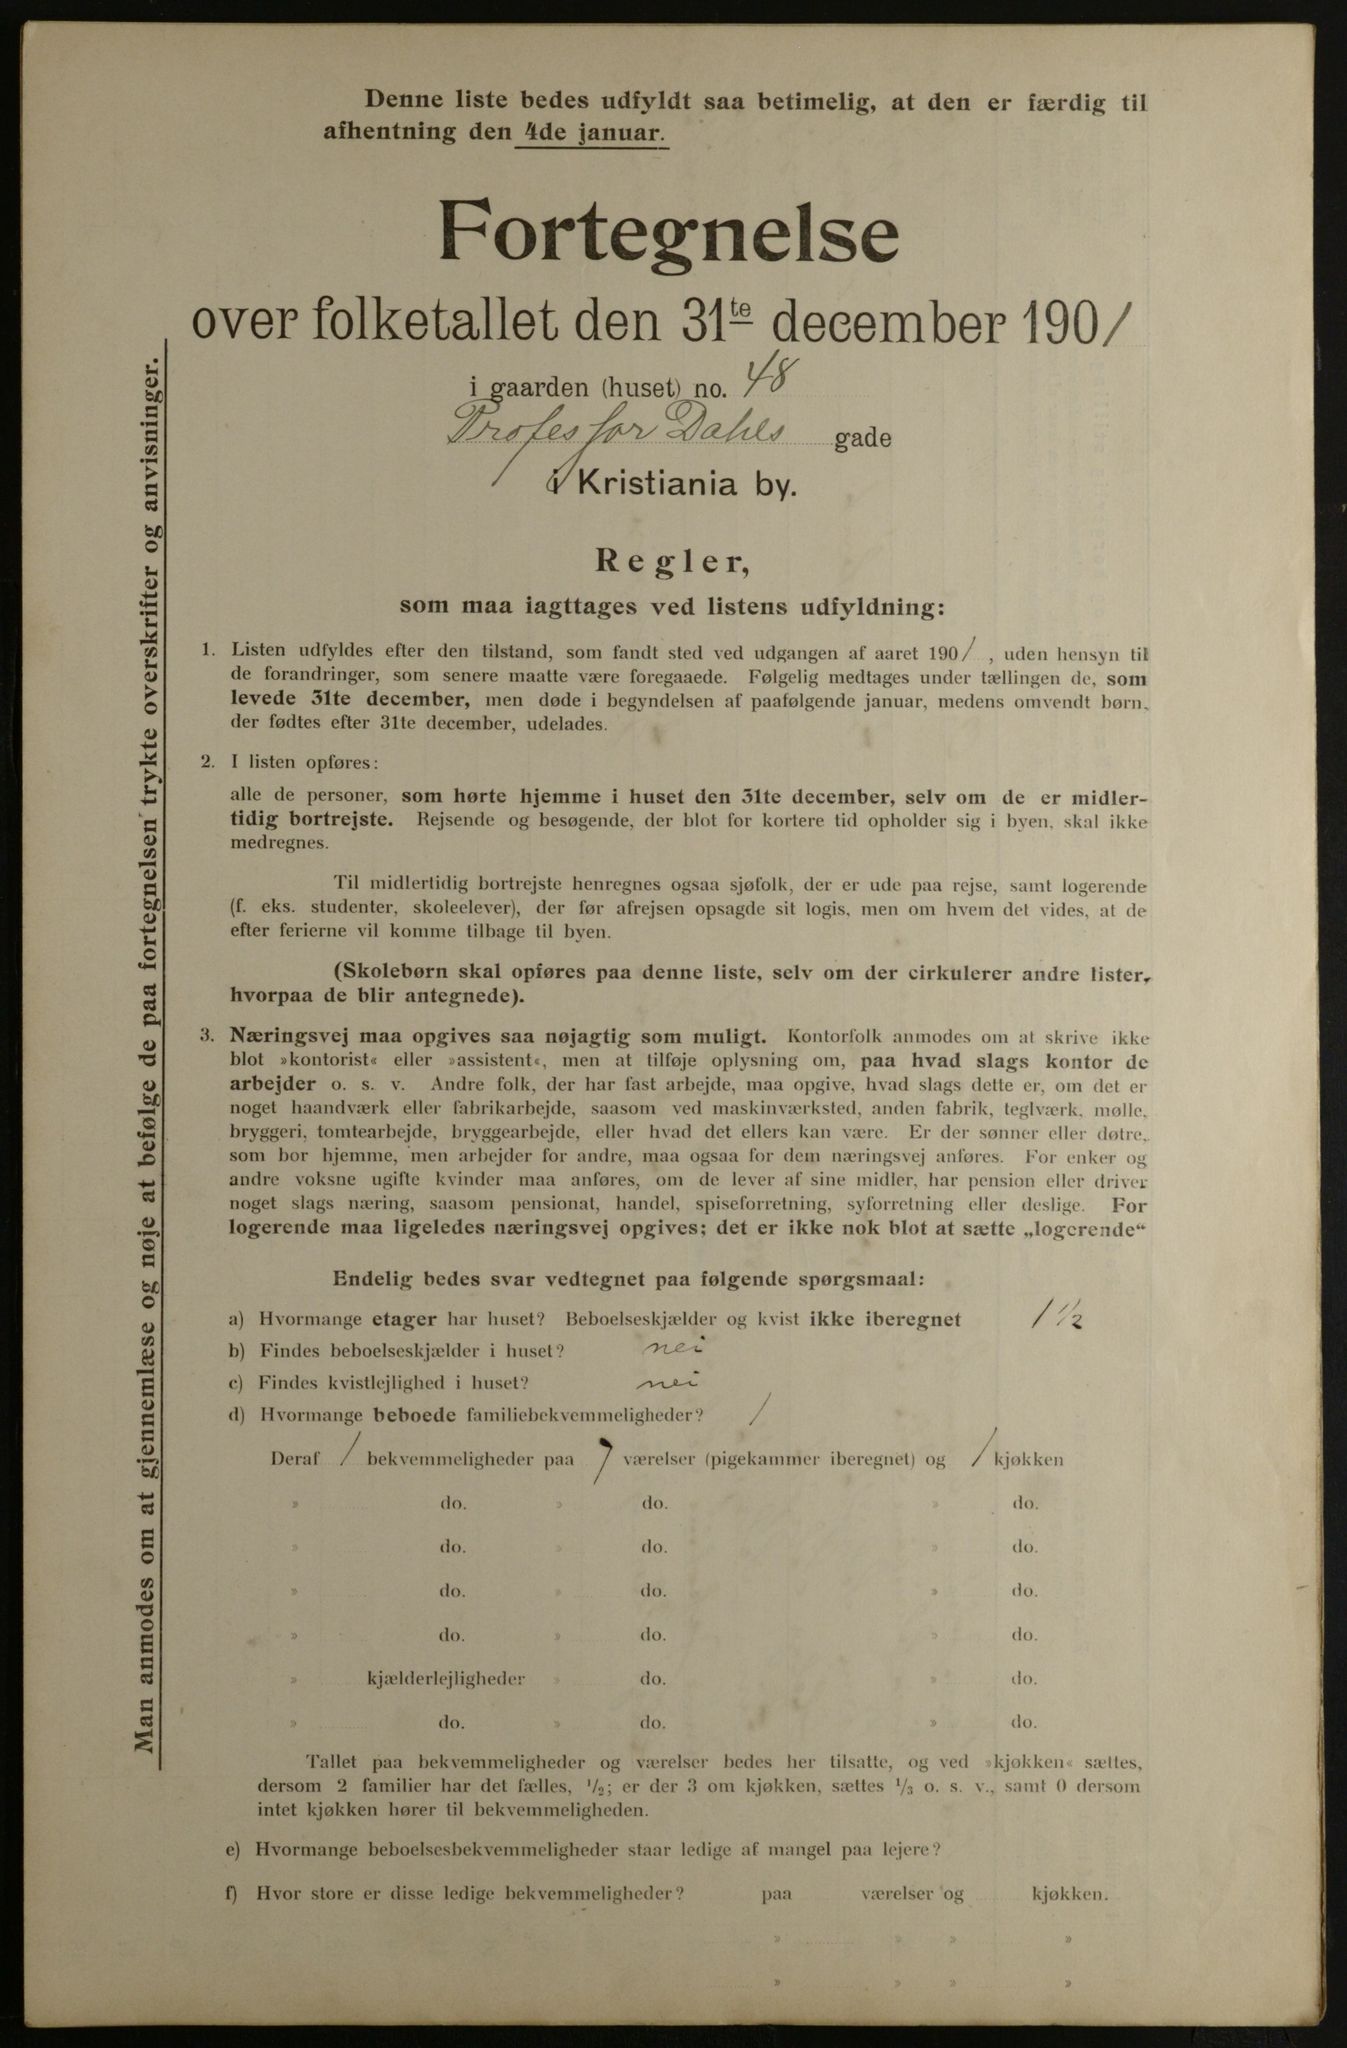 Denne liste bedes udfyldt saa betimelig, at den er færdig til
afhentning den 4de januar.
Fortegnelse
over folketallet den 31te december 1901
i gaarden (huset) no. 48
Professor Dahls gade
i Kristiania by.
Regler,
som maa iagttages ved listens udfyldning:
1. Listen udfyldes efter den tilstand, som fandt sted ved udgangen af aaret 1901, uden hensyn til
de forandringer, som senere maatte være foregaaede. Følgelig medtages under tællingen de, som
levede 31te december, men døde i begyndelsen af paafølgende januar, medens omvendt børn,
der fødtes efter 31te december, udelades.
2. I listen opføres:
alle de personer, som hørte hjemme i huset den 31te december, selv om de er midler-
tidig bortrejste. Rejsende og besøgende, der blot for kortere tid opholder sig i byen, skal ikke
medregnes.
Til midlertidig bortrejste henregnes ogsaa sjøfolk, der er ude paa rejse, samt logerende
(f. eks. studenter, skoleelever), der før afrejsen opsagde sit logis, men om hvem det vides, at de
efter ferierne vil komme tilbage til byen.
(Skolebørn skal opføres paa denne liste, selv om der cirkulerer andre lister,
hvorpaa de blir antegnede).
3. Næringsvej maa opgives saa nøjagtig som muligt. Kontorfolk anmodes om at skrive ikke
blot »kontorist« eller »assistent«, men at tilføje oplysning om, paa hvad slags kontor de
arbejder o. s. v. Andre folk, der har fast arbejde, maa opgive, hvad slags dette er, om det er
noget haandværk eller fabrikarbejde, saasom ved maskinværksted, anden fabrik, teglværk, mølle,
bryggeri, tomtearbejde, bryggearbejde, eller hvad det ellers kan være. Er der sønner eller døtre,
som bor hjemme, men arbejder for andre, maa ogsaa for dem næringsvej anføres. For enker og
andre voksne ugifte kvinder maa anføres, om de lever af sine midler, har pension eller driver
noget slags næring, saasom pensionat, handel, spiseforretning, syforretning eller deslige. For
logerende maa ligeledes næringsvej opgives; det er ikke nok blot at sætte „logerende“
Endelig bedes svar vedtegnet paa følgende spørgsmaal:
a) Hvormange etager har huset? Beboelseskjælder og kvist ikke iberegnet 1 1/2
b) Findes beboelseskjælder i huset? nei
c) Findes kvistlejlighed i huset? nei
d) Hvormange beboede familiebekvemmeligheder? 1
Deraf 1 bekvemmeligheder paa 7 værelser (pigekammer iberegnet) og 1 kjøkken
» do. » do. » do.
» do. » do. » do.
» do. » do. » do.
» do. » do. » do.
» kjælderlejligheder » do. » do.
» do. » do. » do.
Tallet paa bekvemmeligheder og værelser bedes her tilsatte, og ved »kjøkken« sættes,
dersom 2 familier har det fælles, 1/2; er der 3 om kjøkken, sættes 1/3 o. s. v., samt 0 dersom
intet kjøkken hører til bekvemmeligheden.
e) Hvormange beboelsesbekvemmeligheder staar ledige af mangel paa lejere?
f) Hvor store er disse ledige bekvemmeligheder? paa værelser og kjøkken.
» » » »
» » » »
Man anmodes om at gjennemlæse og nøje at befølge de paa fortegnelsen trykte overskrifter og anvisninger.